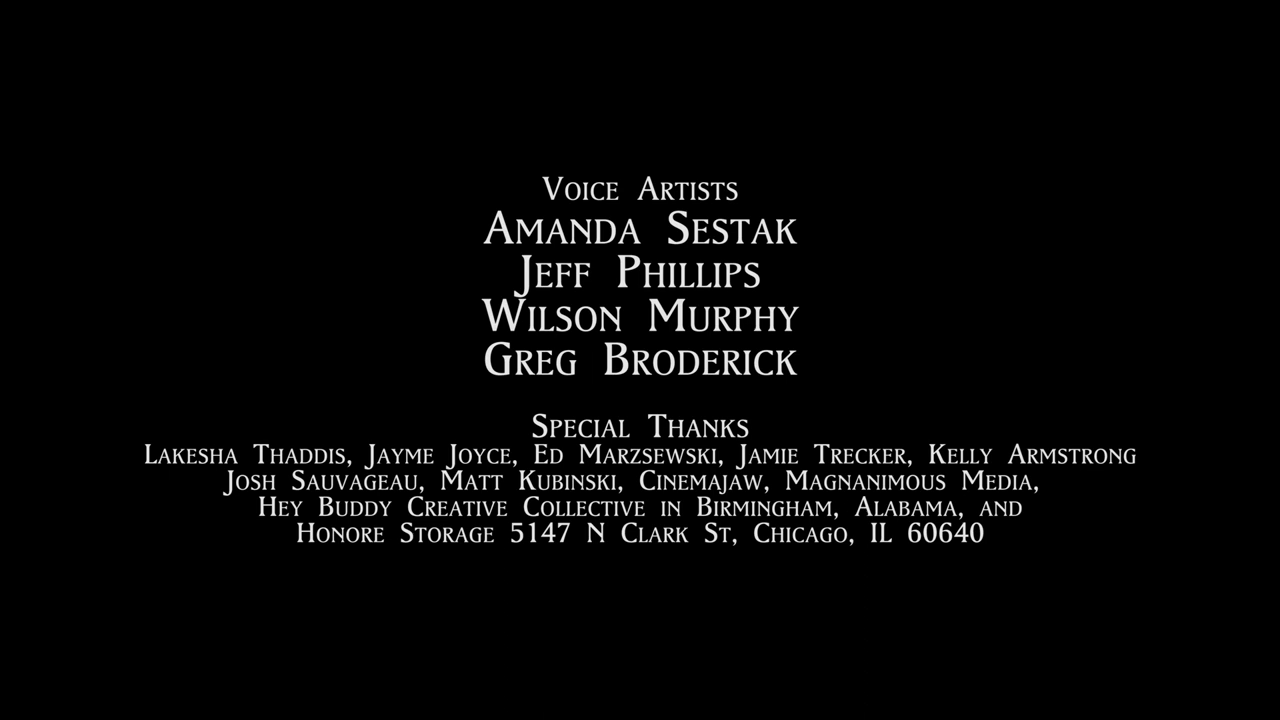 Voice Artists
Amanda Sestak
Jeff Phillips
Wilson Murphy
Greg Broderick
Special Thanks
Lakesha Thaddis, Jayme Joyce, Ed Marzsewski, Jamie Trecker, Kelly Armstrong
Josh Sauvageau, Matt Kubinski, Cinemajaw, Magnanimous Media,
Hey Buddy Creative Collective in Birmingham, Alabama, and
Honore Storage 5147 N Clark St, Chicago, IL 60640